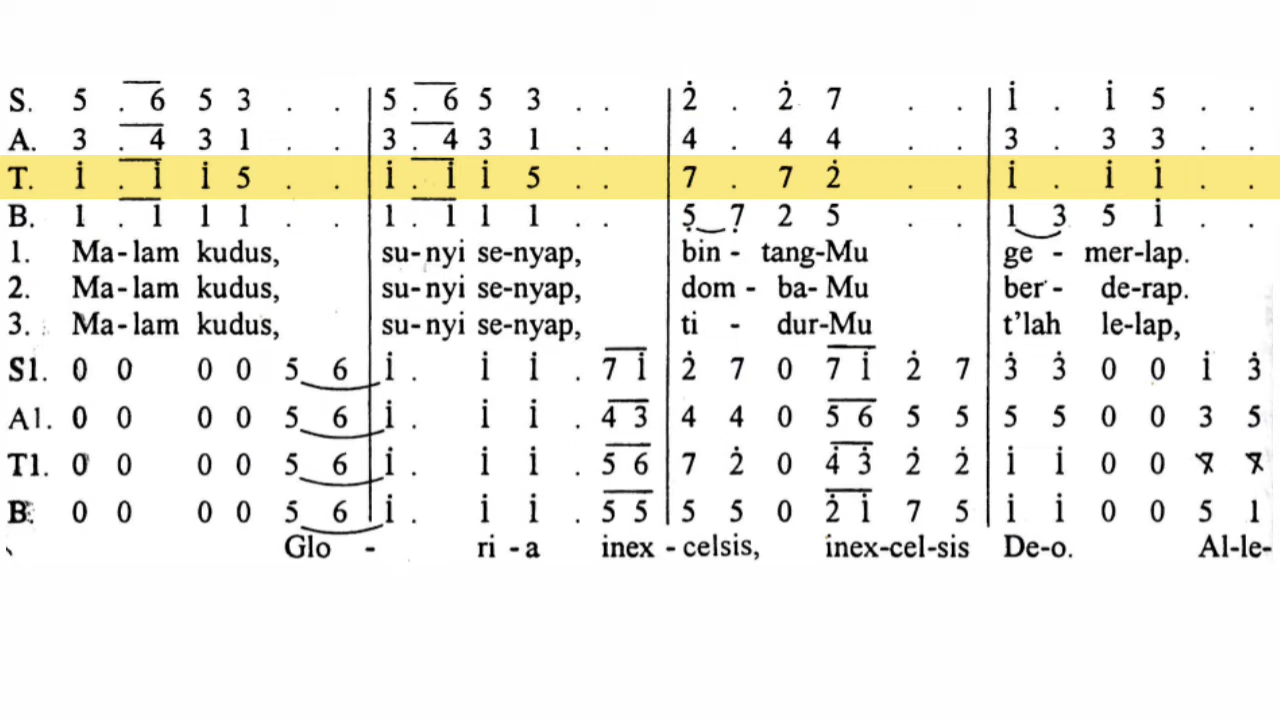 S. 5 . 6 5 3 . . | 5 . 6 5 3 . . | 2̇ . 2̇ 7 . . | 1̇ . 1̇ 5 . .
A. 3 . 4 3 1 . . | 3 . 4 3 1 . . | 4 . 4 4 . . | 3 . 3 3 . .
T. 1̇ . 1̇ 1̇ 5 . . | 1̇ . 1̇ 1̇ 5 . . | 7 . 7 2̇ . . | 1̇ . 1̇ 1̇ . .
B. 1 . 1 1 1 . . | 1 . 1 1 1 . . | 5̣ 7̣ 2 5 . . | 1 3 5 1̇ . .
1. Ma-lam kudus, su-nyi se-nyap, bin - tang-Mu ge - mer-lap.
2. Ma-lam kudus, su-nyi se-nyap, dom - ba-Mu ber - de-rap.
3. Ma-lam kudus, su-nyi se-nyap, ti - dur-Mu t'lah le-lap,
S1. 0 0 0 0 5 6 | 1̇ . 1̇ 1̇ . 7 1̇ | 2̇ 7 0 7 1̇ 2̇ 7 | 3̇ 3̇ 0 0 1̇ 3̇
A1. 0 0 0 0 5 6 | 1̇ . 1̇ 1̇ . 4 3 | 4 4 0 5 6 5 5 | 5 5 0 0 3 5
T1. 0 0 0 0 5 6 | 1̇ . 1̇ 1̇ . 5 6 | 7 2̇ 0 4̇ 3̇ 2̇ 2̇ | 1̇ 1̇ 0 0
B. 0 0 0 0 5 6 | 1̇ . 1̇ 1̇ . 5 5 | 5 5 0 2̇ 1̇ 7 5 | 1̇ 1̇ 0 0 5 1
Glo - ri - a inex - celsis, inex-cel-sis De-o. Al-le-